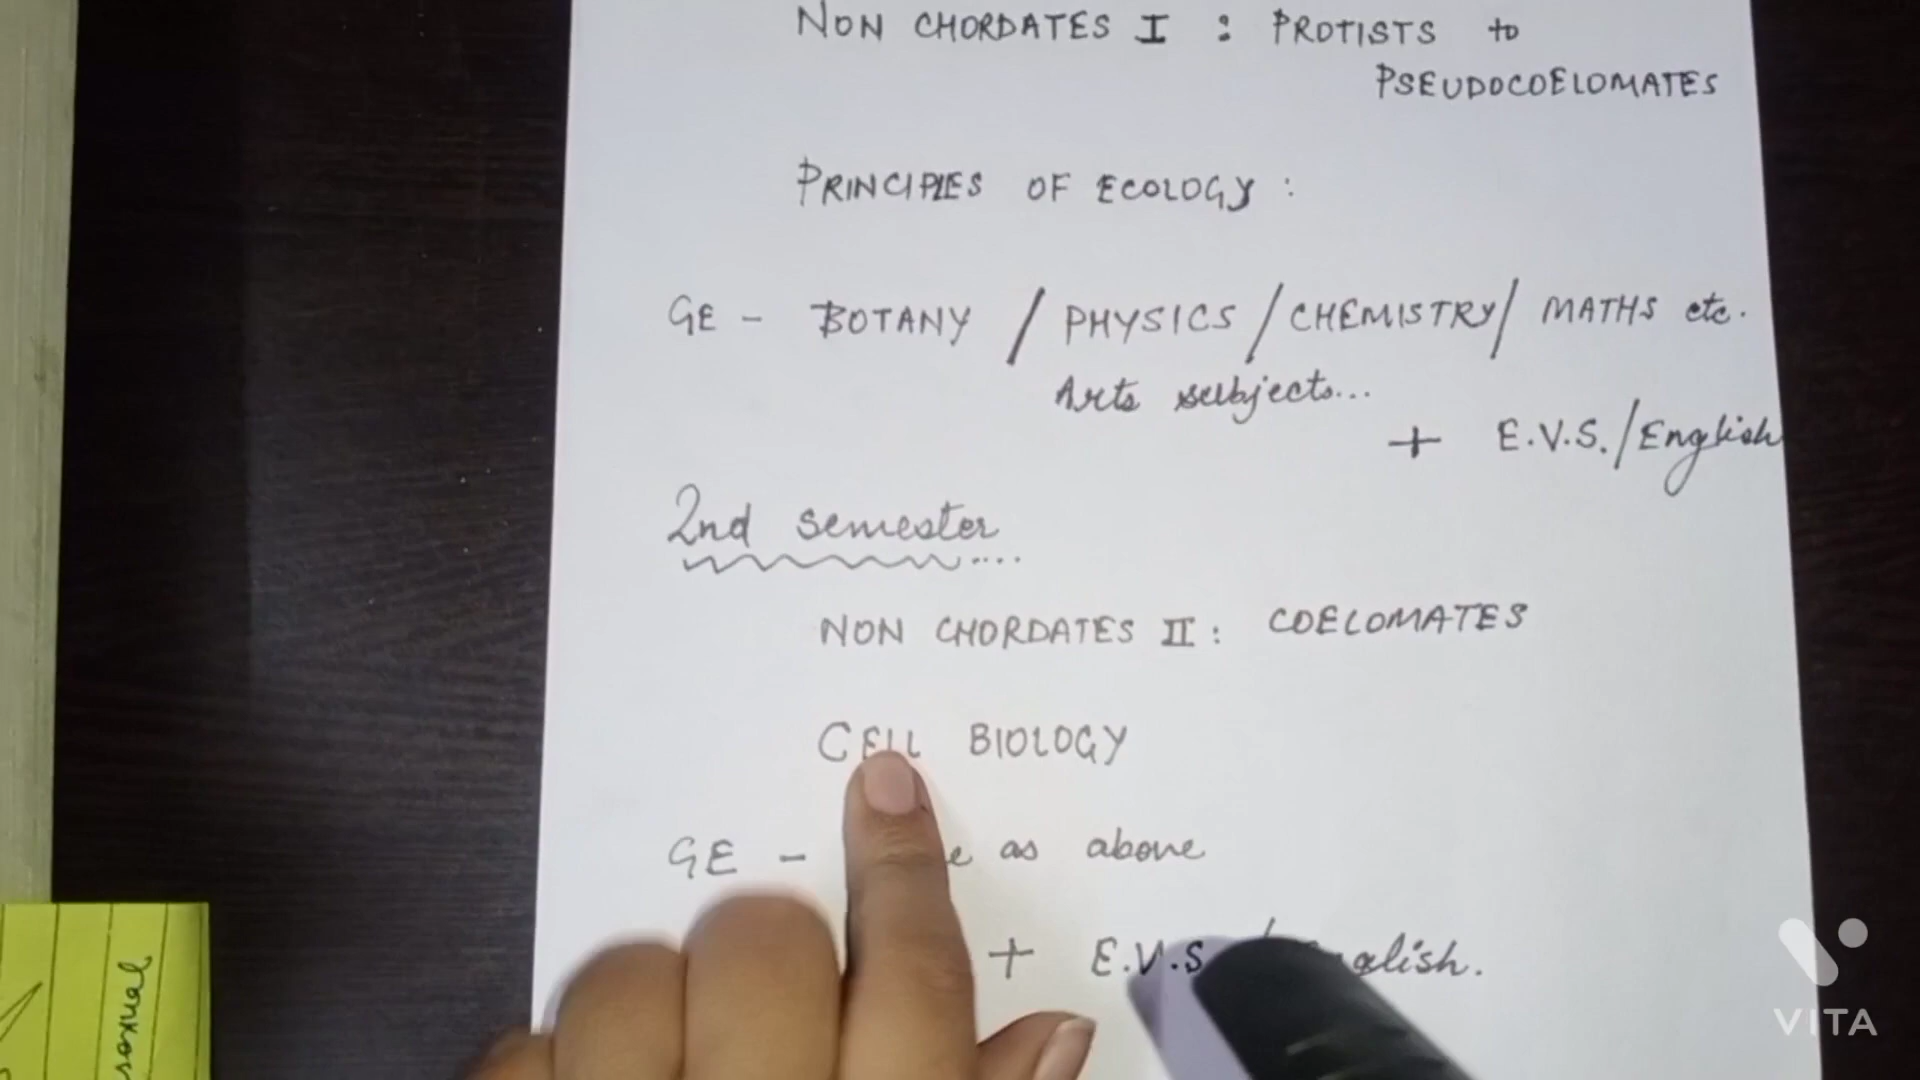 NON CHORDATES I : PROTISTS to
PSEUDOCOELOMATES
PRINCIPLES OF ECOLOGY :
GE - BOTANY / PHYSICS / CHEMISTRY / MATHS etc.
Arts subjects...
+ E.V.S. / English
2nd semester
NON CHORDATES II : COELOMATES
CELL BIOLOGY
GE - as above
+ E.V.S
VITA